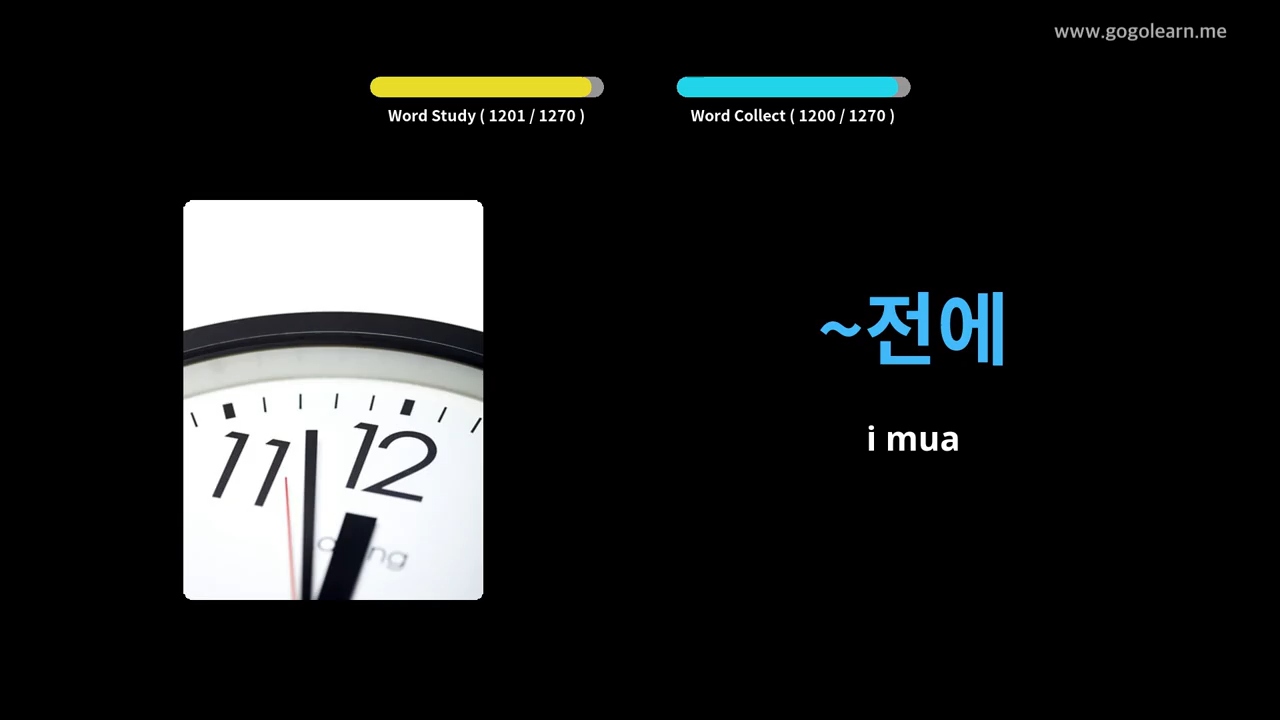 www.gogolearn.me
Word Study ( 1201 / 1270 )
Word Collect ( 1200 / 1270 )
~전에
i mua
11 12